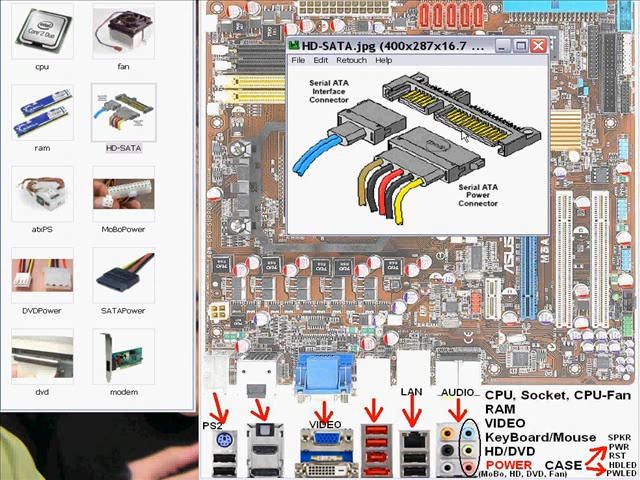 cpu
fan
ram
HD-SATA
atxPS
MoBoPower
DVDPower
SATAPower
dvd
modem
HD-SATA.jpg (400x287x16.7 ...
File Edit Retouch Help
Serial ATA
Interface
Connector
Serial ATA
Power
Connector
ASUS
M3A
PS2
VIDEO
LAN
AUDIO
CPU, Socket, CPU-Fan
RAM
VIDEO
KeyBoard/Mouse
HD/DVD
POWER
(MoBo, HD, DVD, Fan)
CASE
SPKR
PWR
RST
HDLED
PWLED